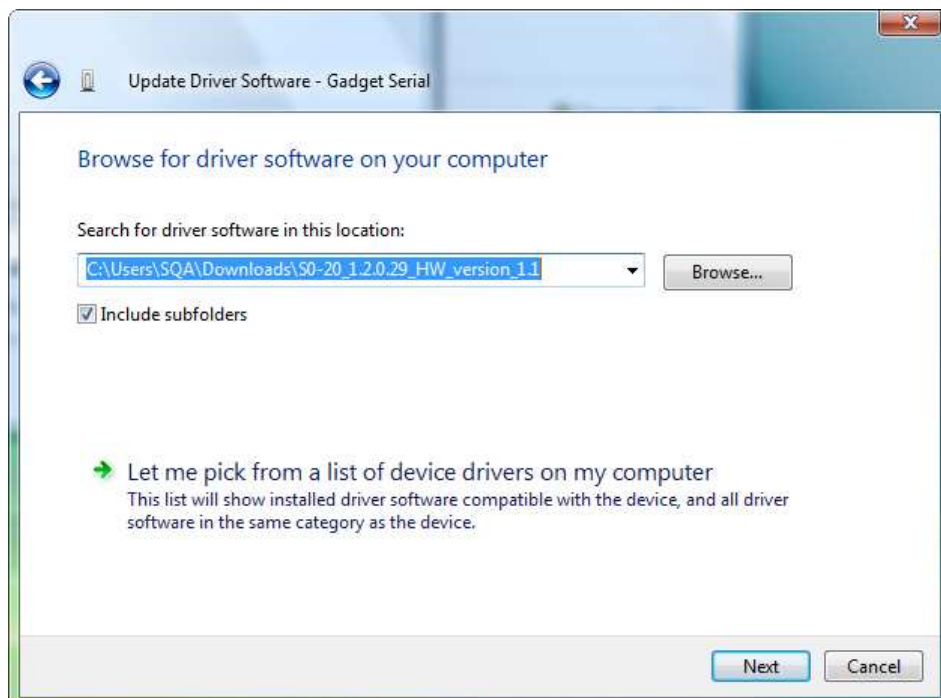 Update Driver Software - Gadget Serial
Browse for driver software on your computer
Search for driver software in this location:
C:\Users\SQA\Downloads\S0-20_1.2.0.29_HW_version_1.1
Browse...
Include subfolders
Let me pick from a list of device drivers on my computer
This list will show installed driver software compatible with the device, and all driver
software in the same category as the device.
Next
Cancel